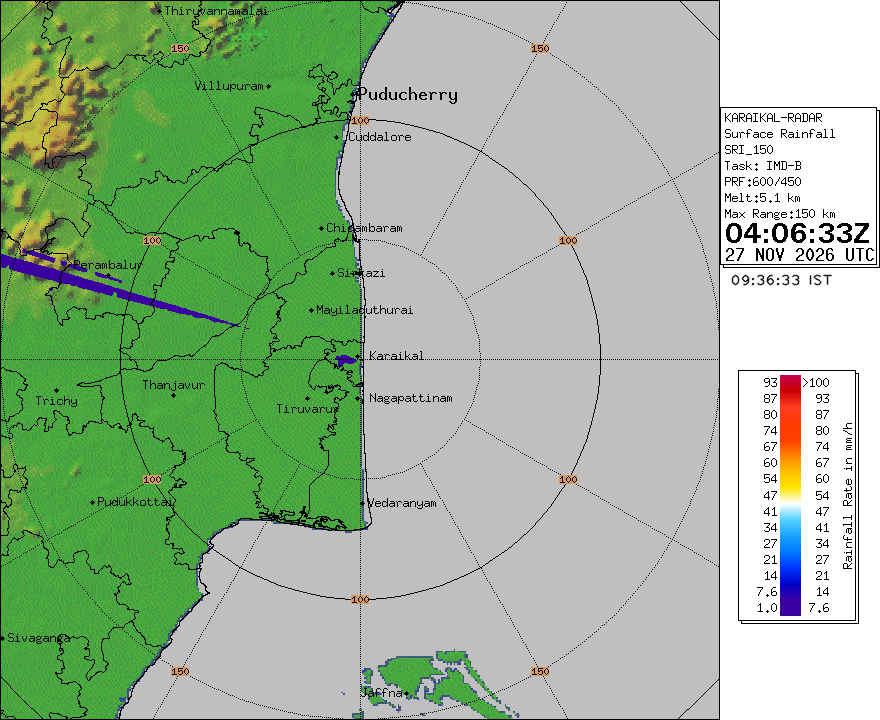 Thiruvannamalai
150
150
Villupuram
Puducherry
100
Cuddalore
Chidambaram
100
100
Perambalur
Sirkazi
Mayiladuthurai
Karaikal
Thanjavur
Trichy
Tiruvarur
Nagapattinam
100
100
Pudukkottai
Vedaranyam
100
Sivaganga
150
150
Jaffna
KARAIKAL-RADAR
Surface Rainfall
SRI_150
Task: IMD-B
PRF:600/450
Melt:5.1 km
Max Range:150 km
04:06:33Z
27 NOV 2026 UTC
09:36:33 IST
93 >100
87 93
80 87
74 80
67 74
60 67
54 60
47 54
41 47
34 41
27 34
21 27
14 21
7.6 14
1.0 7.6
Rainfall Rate in mm/h